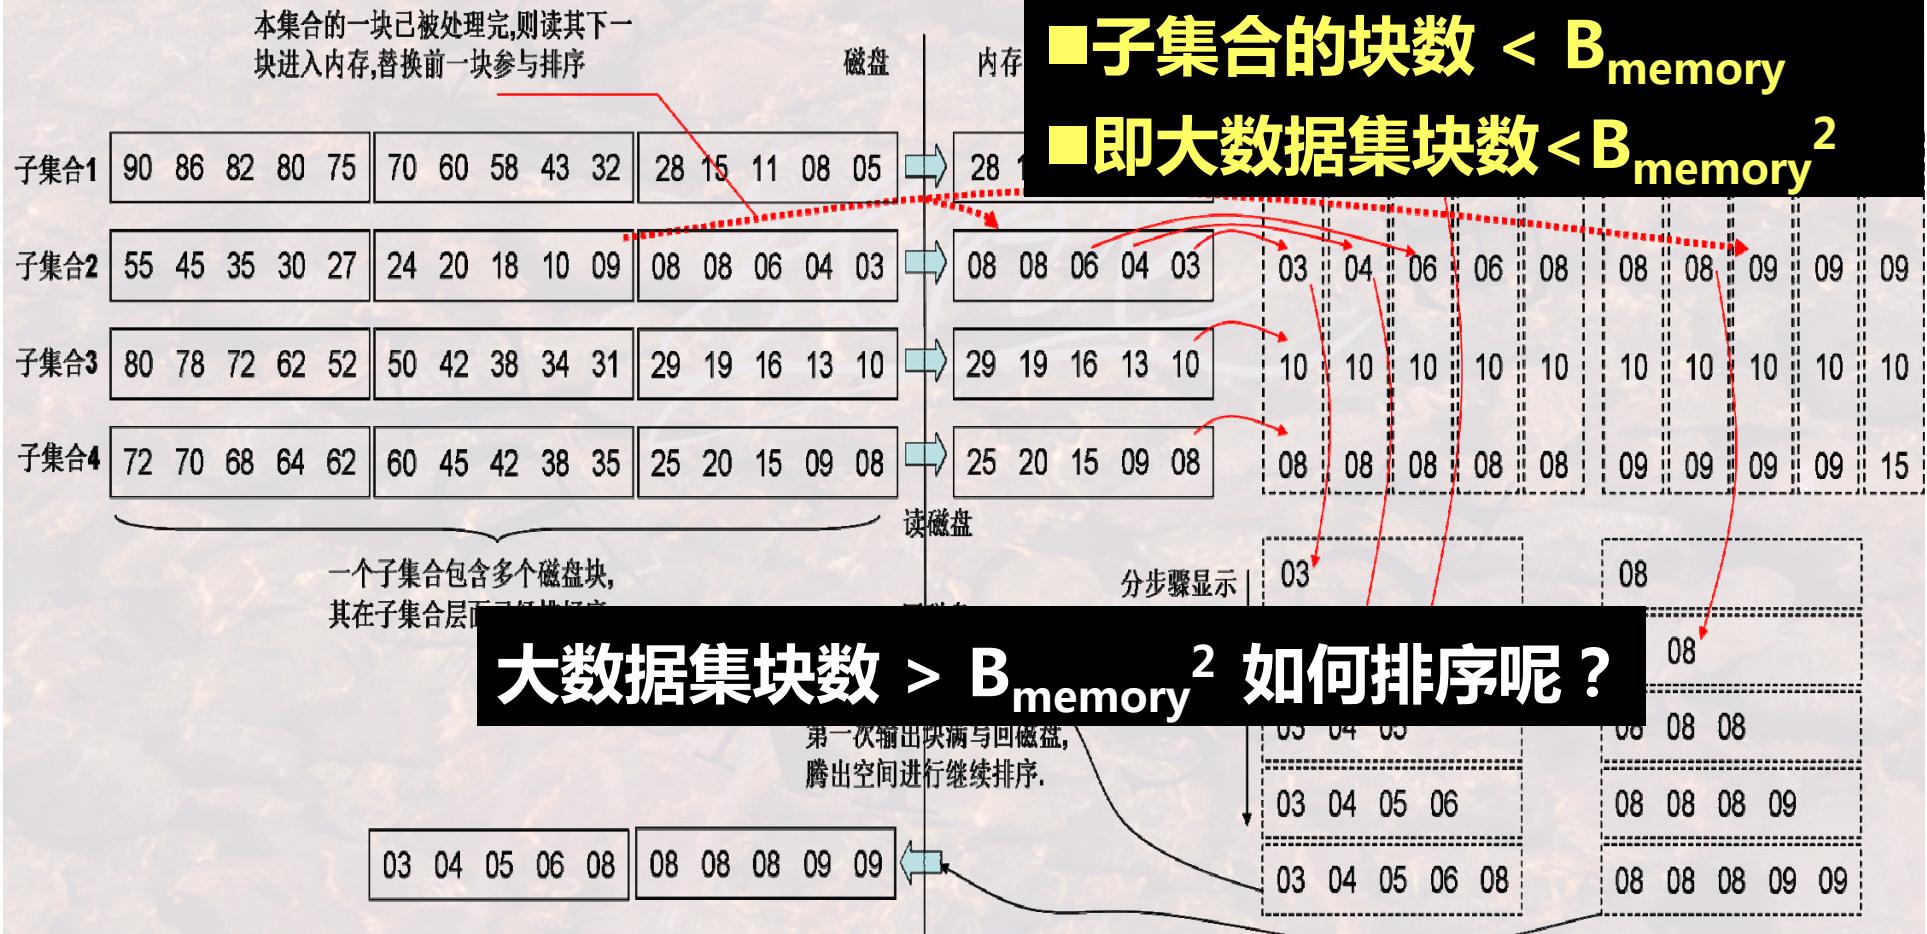 本集合的一块已被处理完,则读其下一
块进入内存,替换前一块参与排序
磁盘
内存
■子集合的块数 < Bmemory
■即大数据集块数<Bmemory²
子集合1 90 86 82 80 75 70 60 58 43 32 28 15 11 08 05 28
子集合2 55 45 35 30 27 24 20 18 10 09 08 08 06 04 03 08 08 06 04 03 03 04 06 06 08 08 08 09 09 09
子集合3 80 78 72 62 52 50 42 38 34 31 29 19 16 13 10 29 19 16 13 10 10 10 10 10 10 10 10 10 10 10
子集合4 72 70 68 64 62 60 45 42 38 35 25 20 15 09 08 25 20 15 09 08 08 08 08 08 08 09 09 09 09 15
读磁盘
一个子集合包含多个磁盘块,
其在子集合层面
分步骤显示
03
08
08
大数据集块数 > Bmemory² 如何排序呢？
03 04 05
08 08 08
第一次输出块满写回磁盘,
腾出空间进行继续排序.
03 04 05 06
08 08 08 09
03 04 05 06 08 08 08 08 09 09
03 04 05 06 08
08 08 08 09 09